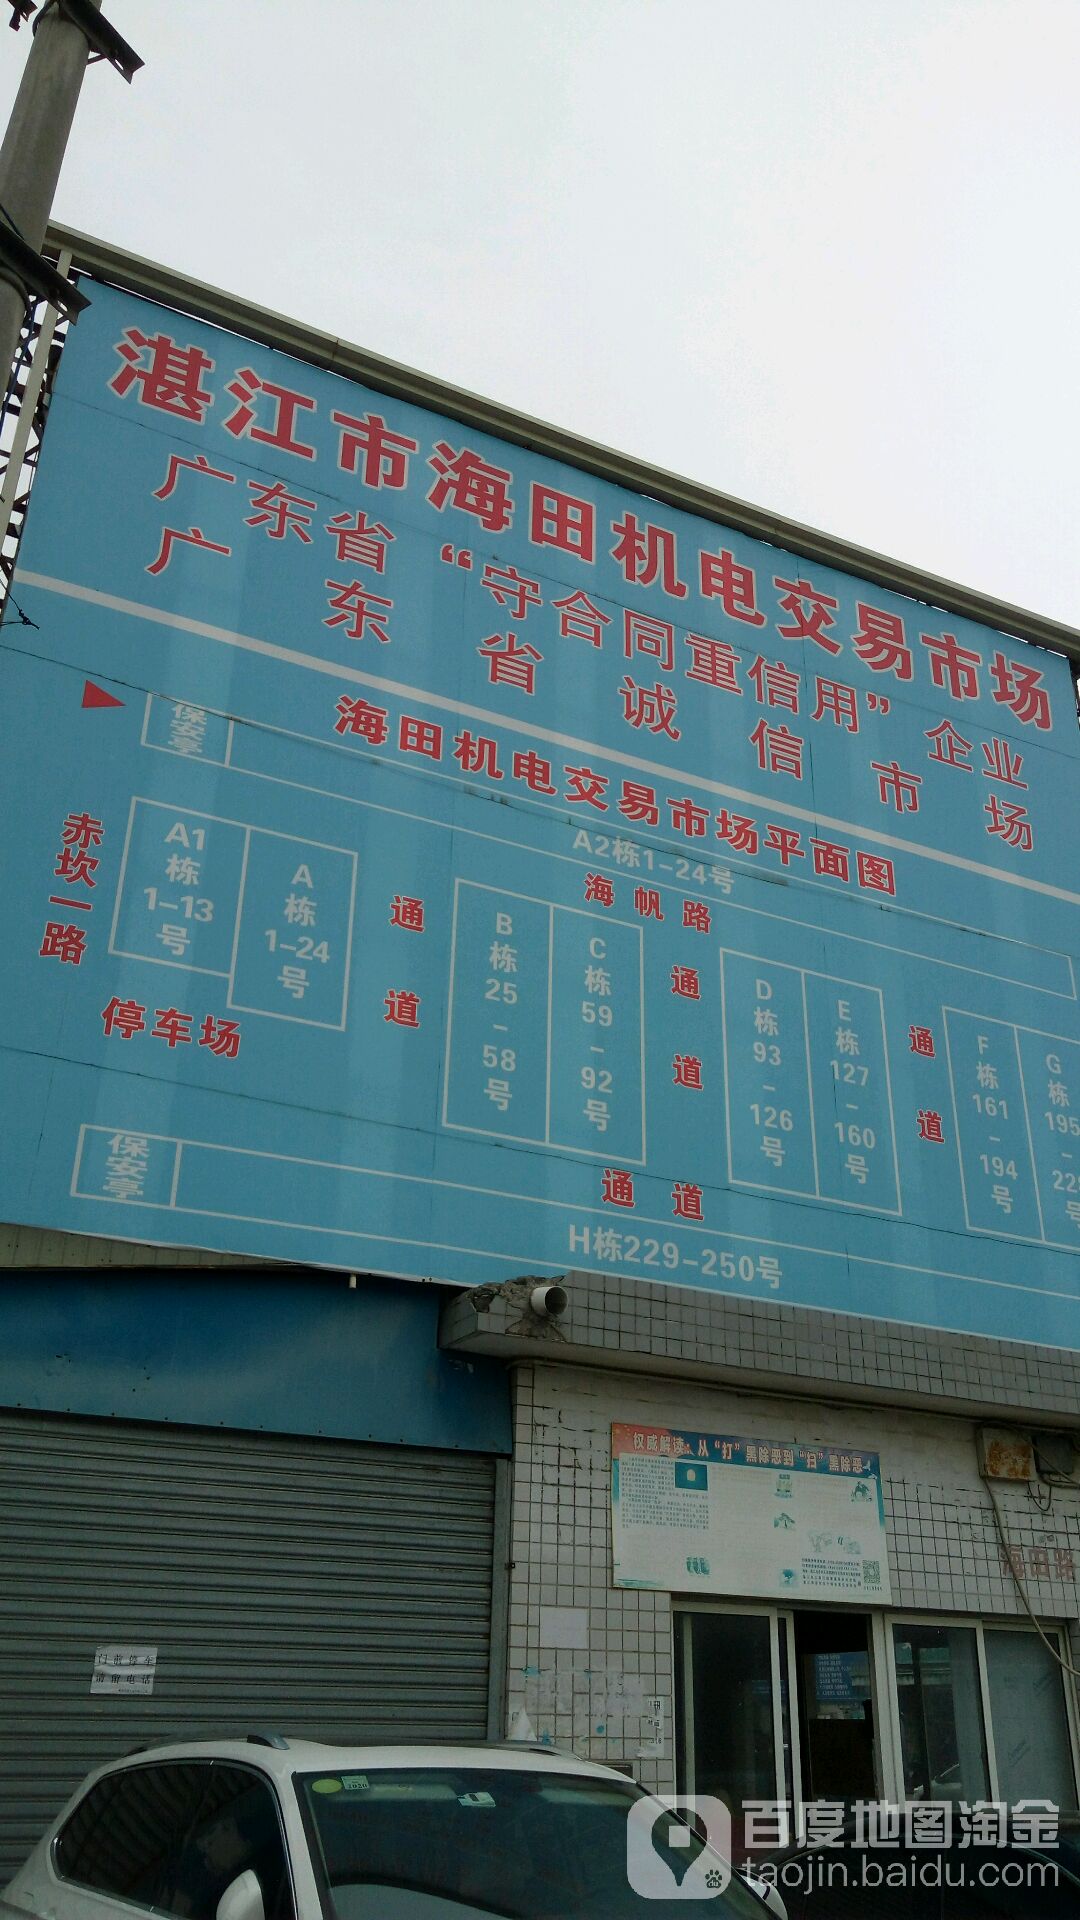 湛江市海田机电交易市场
广东省“守合同重信用”企业
广东省诚信市场
海田机电交易市场平面图
保安亭
A2栋1-24号
海帆路
赤坎一路
A1栋1-13号
A栋1-24号
通道
B栋25-58号
C栋59-92号
通道
D栋93-126号
E栋127-160号
通道
F栋161-194号
G栋195-
停车场
保安亭
通道
H栋229-250号
权威解读：从“打”黑除恶到“扫”黑除恶
海田路
门前停车
请留电话
百度地图淘金
taojin.baidu.com